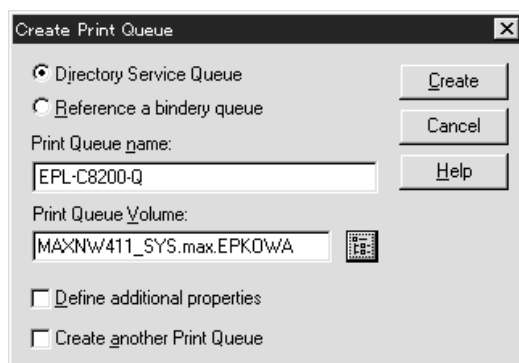 Create Print Queue
Directory Service Queue
Reference a bindery queue
Print Queue name:
EPL-C8200-Q
Print Queue Volume:
MAXNW411_SYS.max.EPKOWA
Define additional properties
Create another Print Queue
Create
Cancel
Help